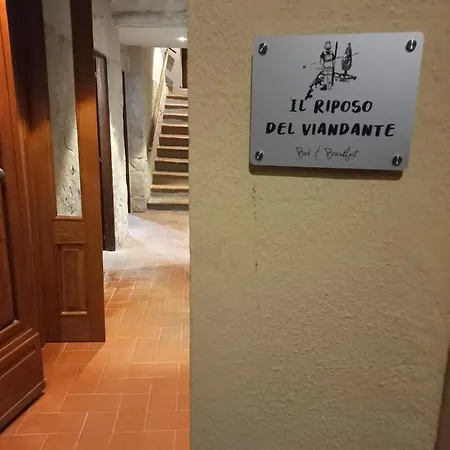 IL RIPOSO
DEL VIANDANTE
Bed & Breakfast